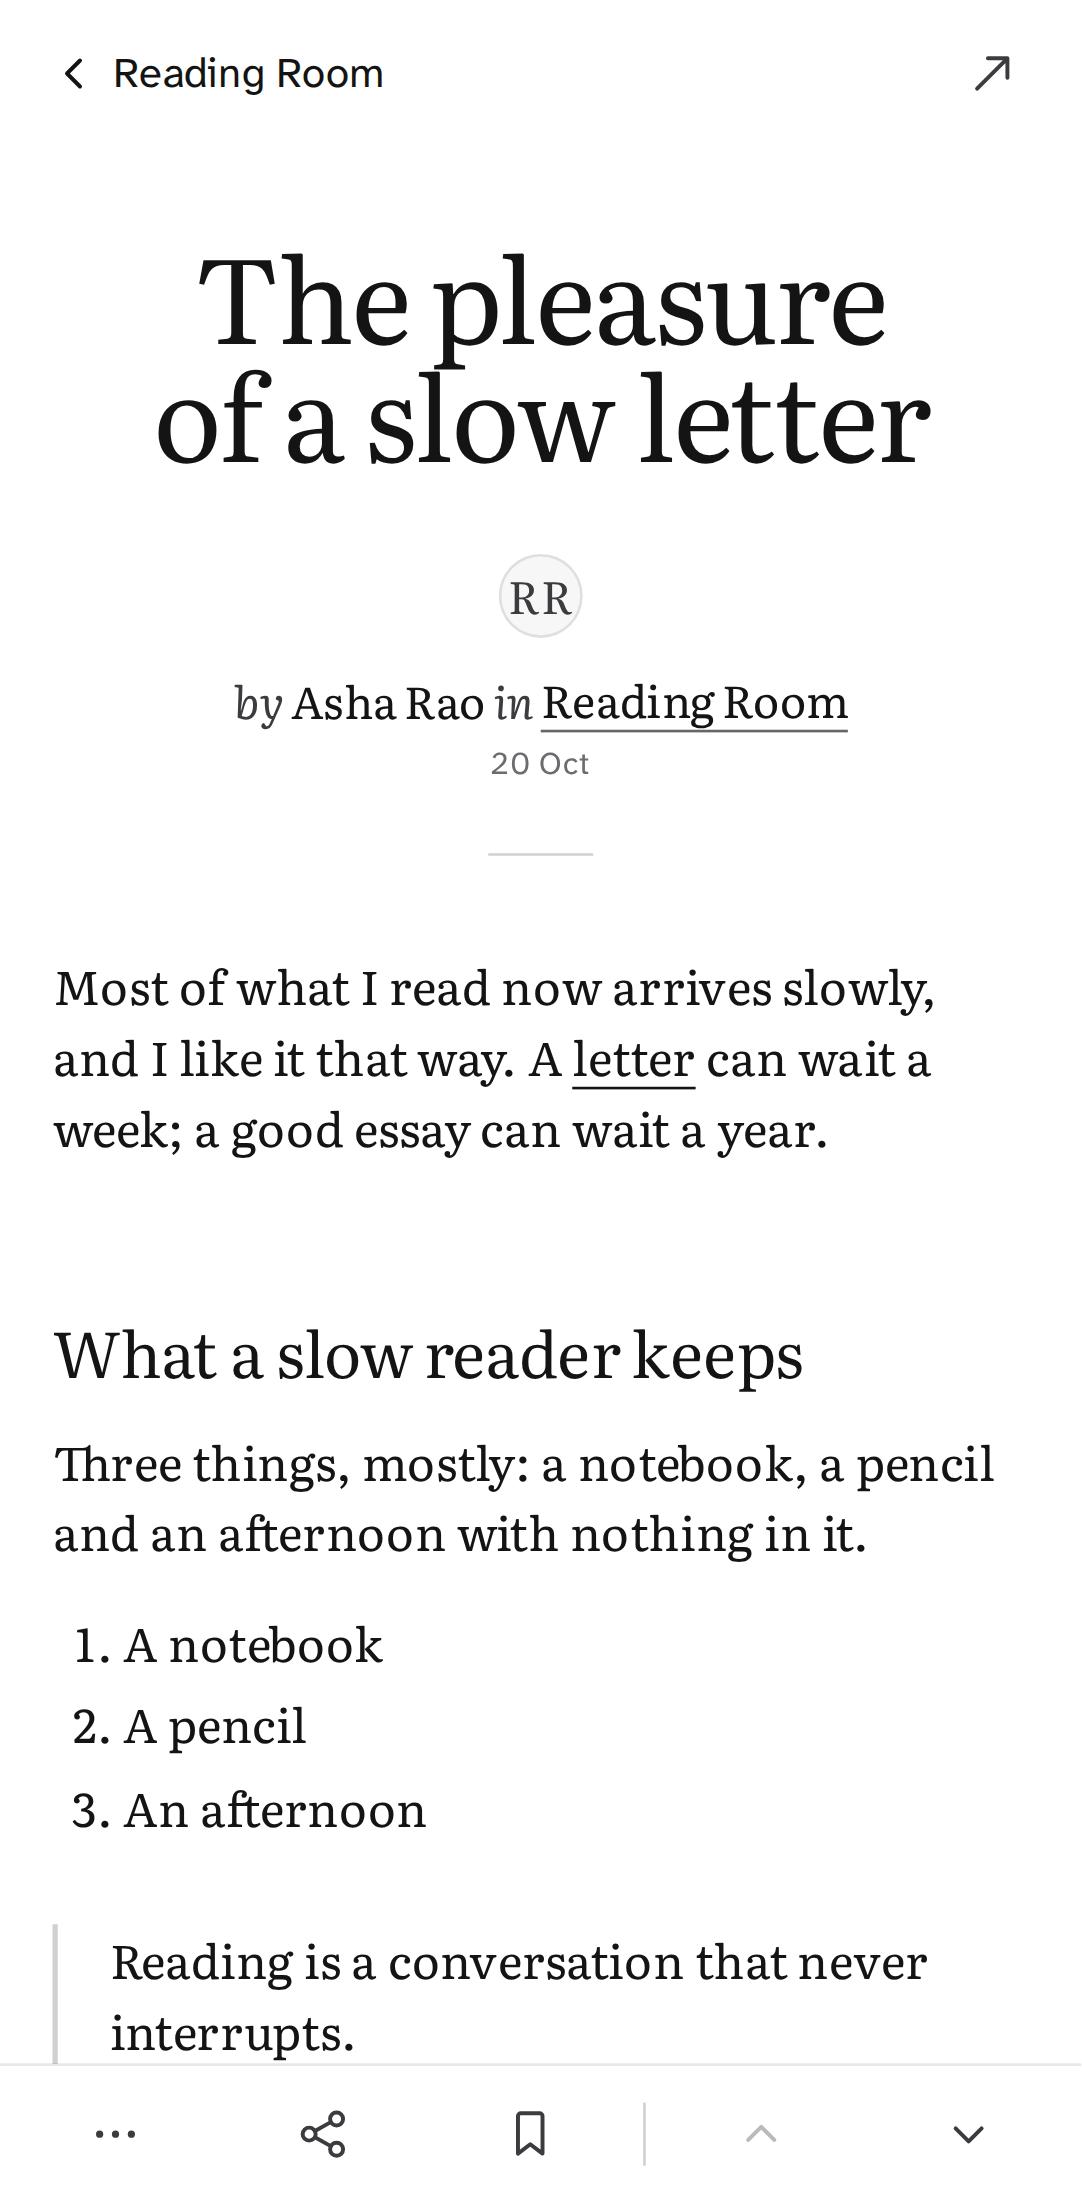 Reading Room
The pleasure
of a slow letter
RR
by Asha Rao in Reading Room
20 Oct
Most of what I read now arrives slowly,
and I like it that way. A letter can wait a
week; a good essay can wait a year.
What a slow reader keeps
Three things, mostly: a notebook, a pencil
and an afternoon with nothing in it.
1. A notebook
2. A pencil
3. An afternoon
Reading is a conversation that never
interrupts.